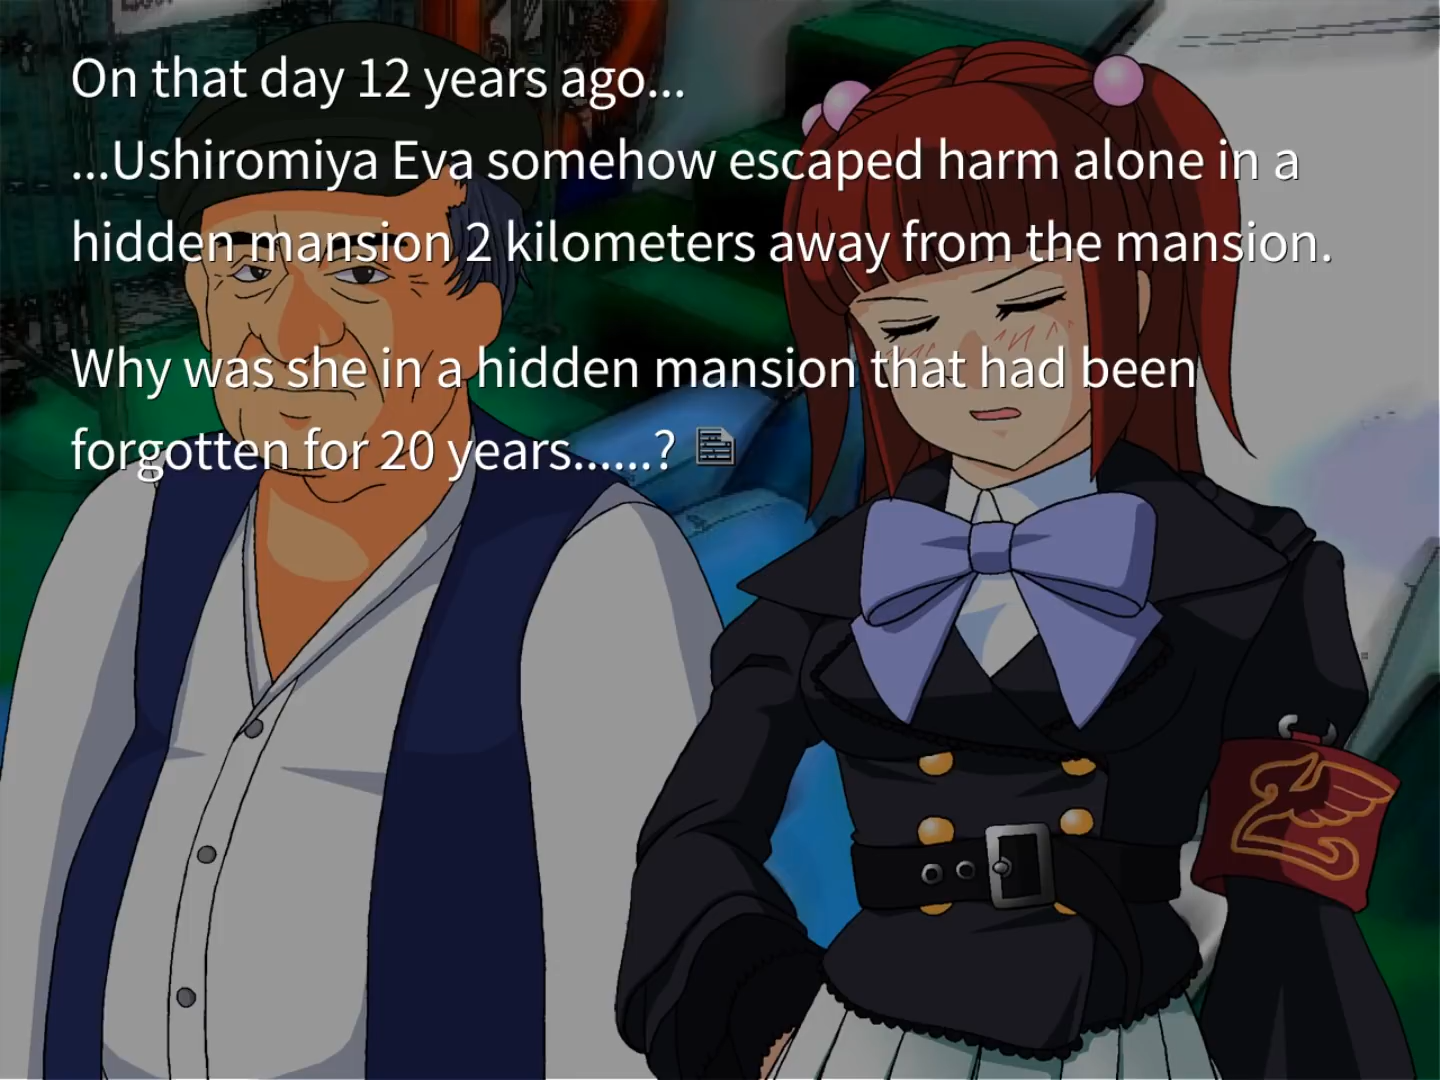 On that day 12 years ago...
...Ushiromiya Eva somehow escaped harm alone in a
hidden mansion 2 kilometers away from the mansion.
Why was she in a hidden mansion that had been
forgotten for 20 years......?